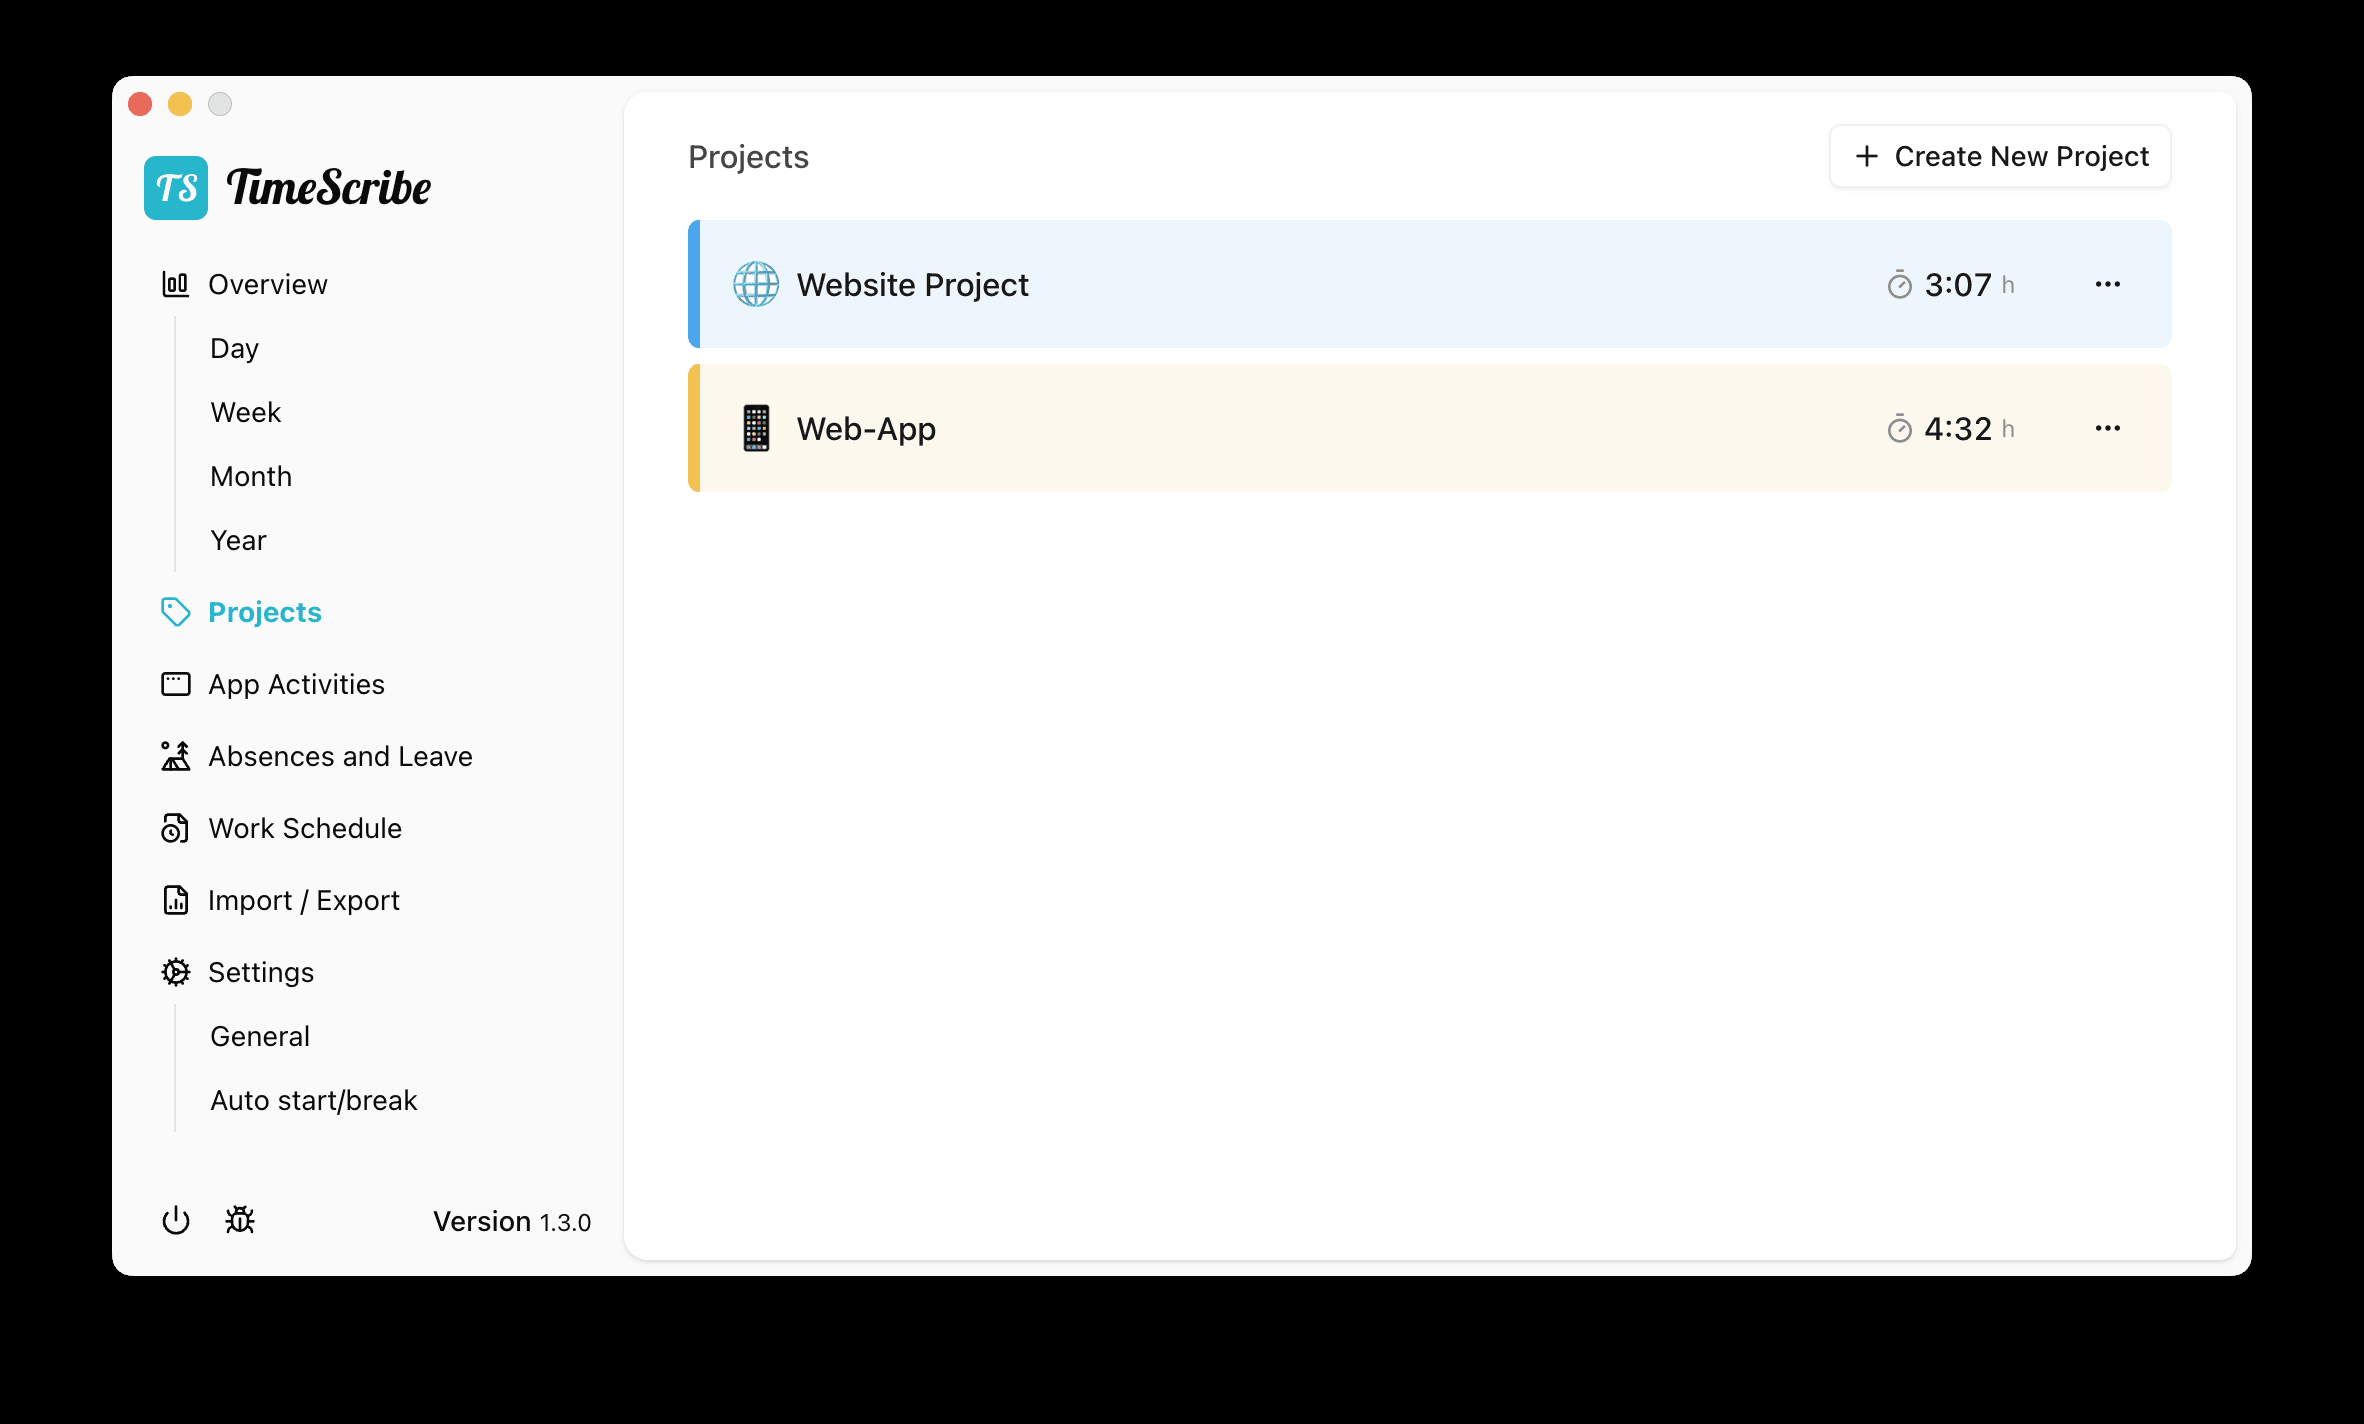 TS TimeScribe
Overview
Day
Week
Month
Year
Projects
App Activities
Absences and Leave
Work Schedule
Import / Export
Settings
General
Auto start/break
Version 1.3.0
Projects
Create New Project
Website Project 3:07 h
Web-App 4:32 h